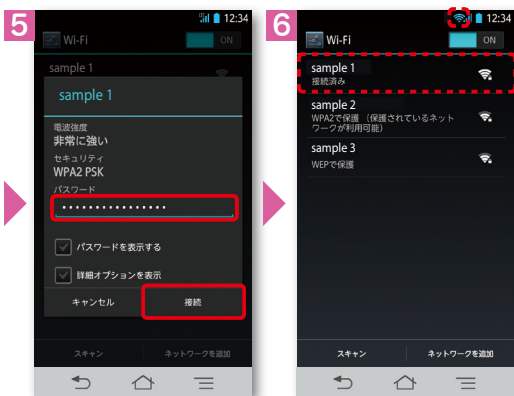 5
12:34
Wi-Fi
ON
sample 1
sample 1
電波強度
非常に強い
セキュリティ
WPA2 PSK
パスワード
••••••••••••••••
パスワードを表示する
詳細オプションを表示
キャンセル
接続
スキャン
ネットワークを追加
6
12:34
Wi-Fi
ON
sample 1
接続済み
sample 2
WPA2で保護 (保護されているネット
ワークが利用可能)
sample 3
WEPで保護
スキャン
ネットワークを追加